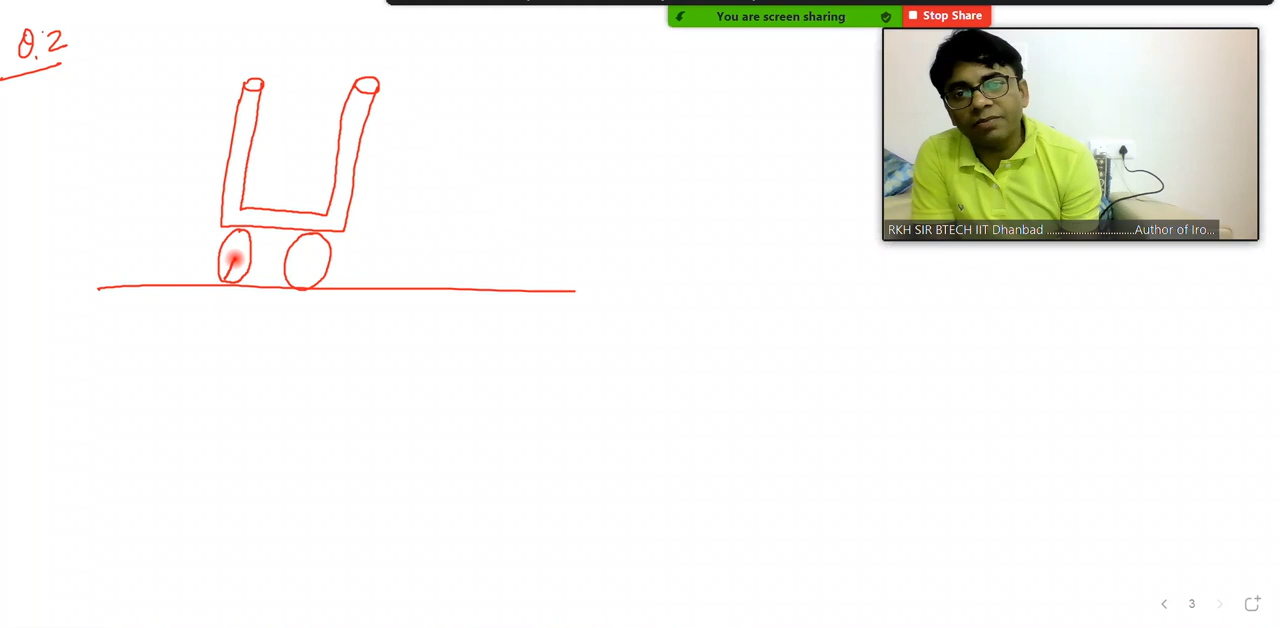 You are screen sharing
Stop Share
Q.2
RKH SIR BTECH IIT Dhanbad ................................Author of Iro...
3